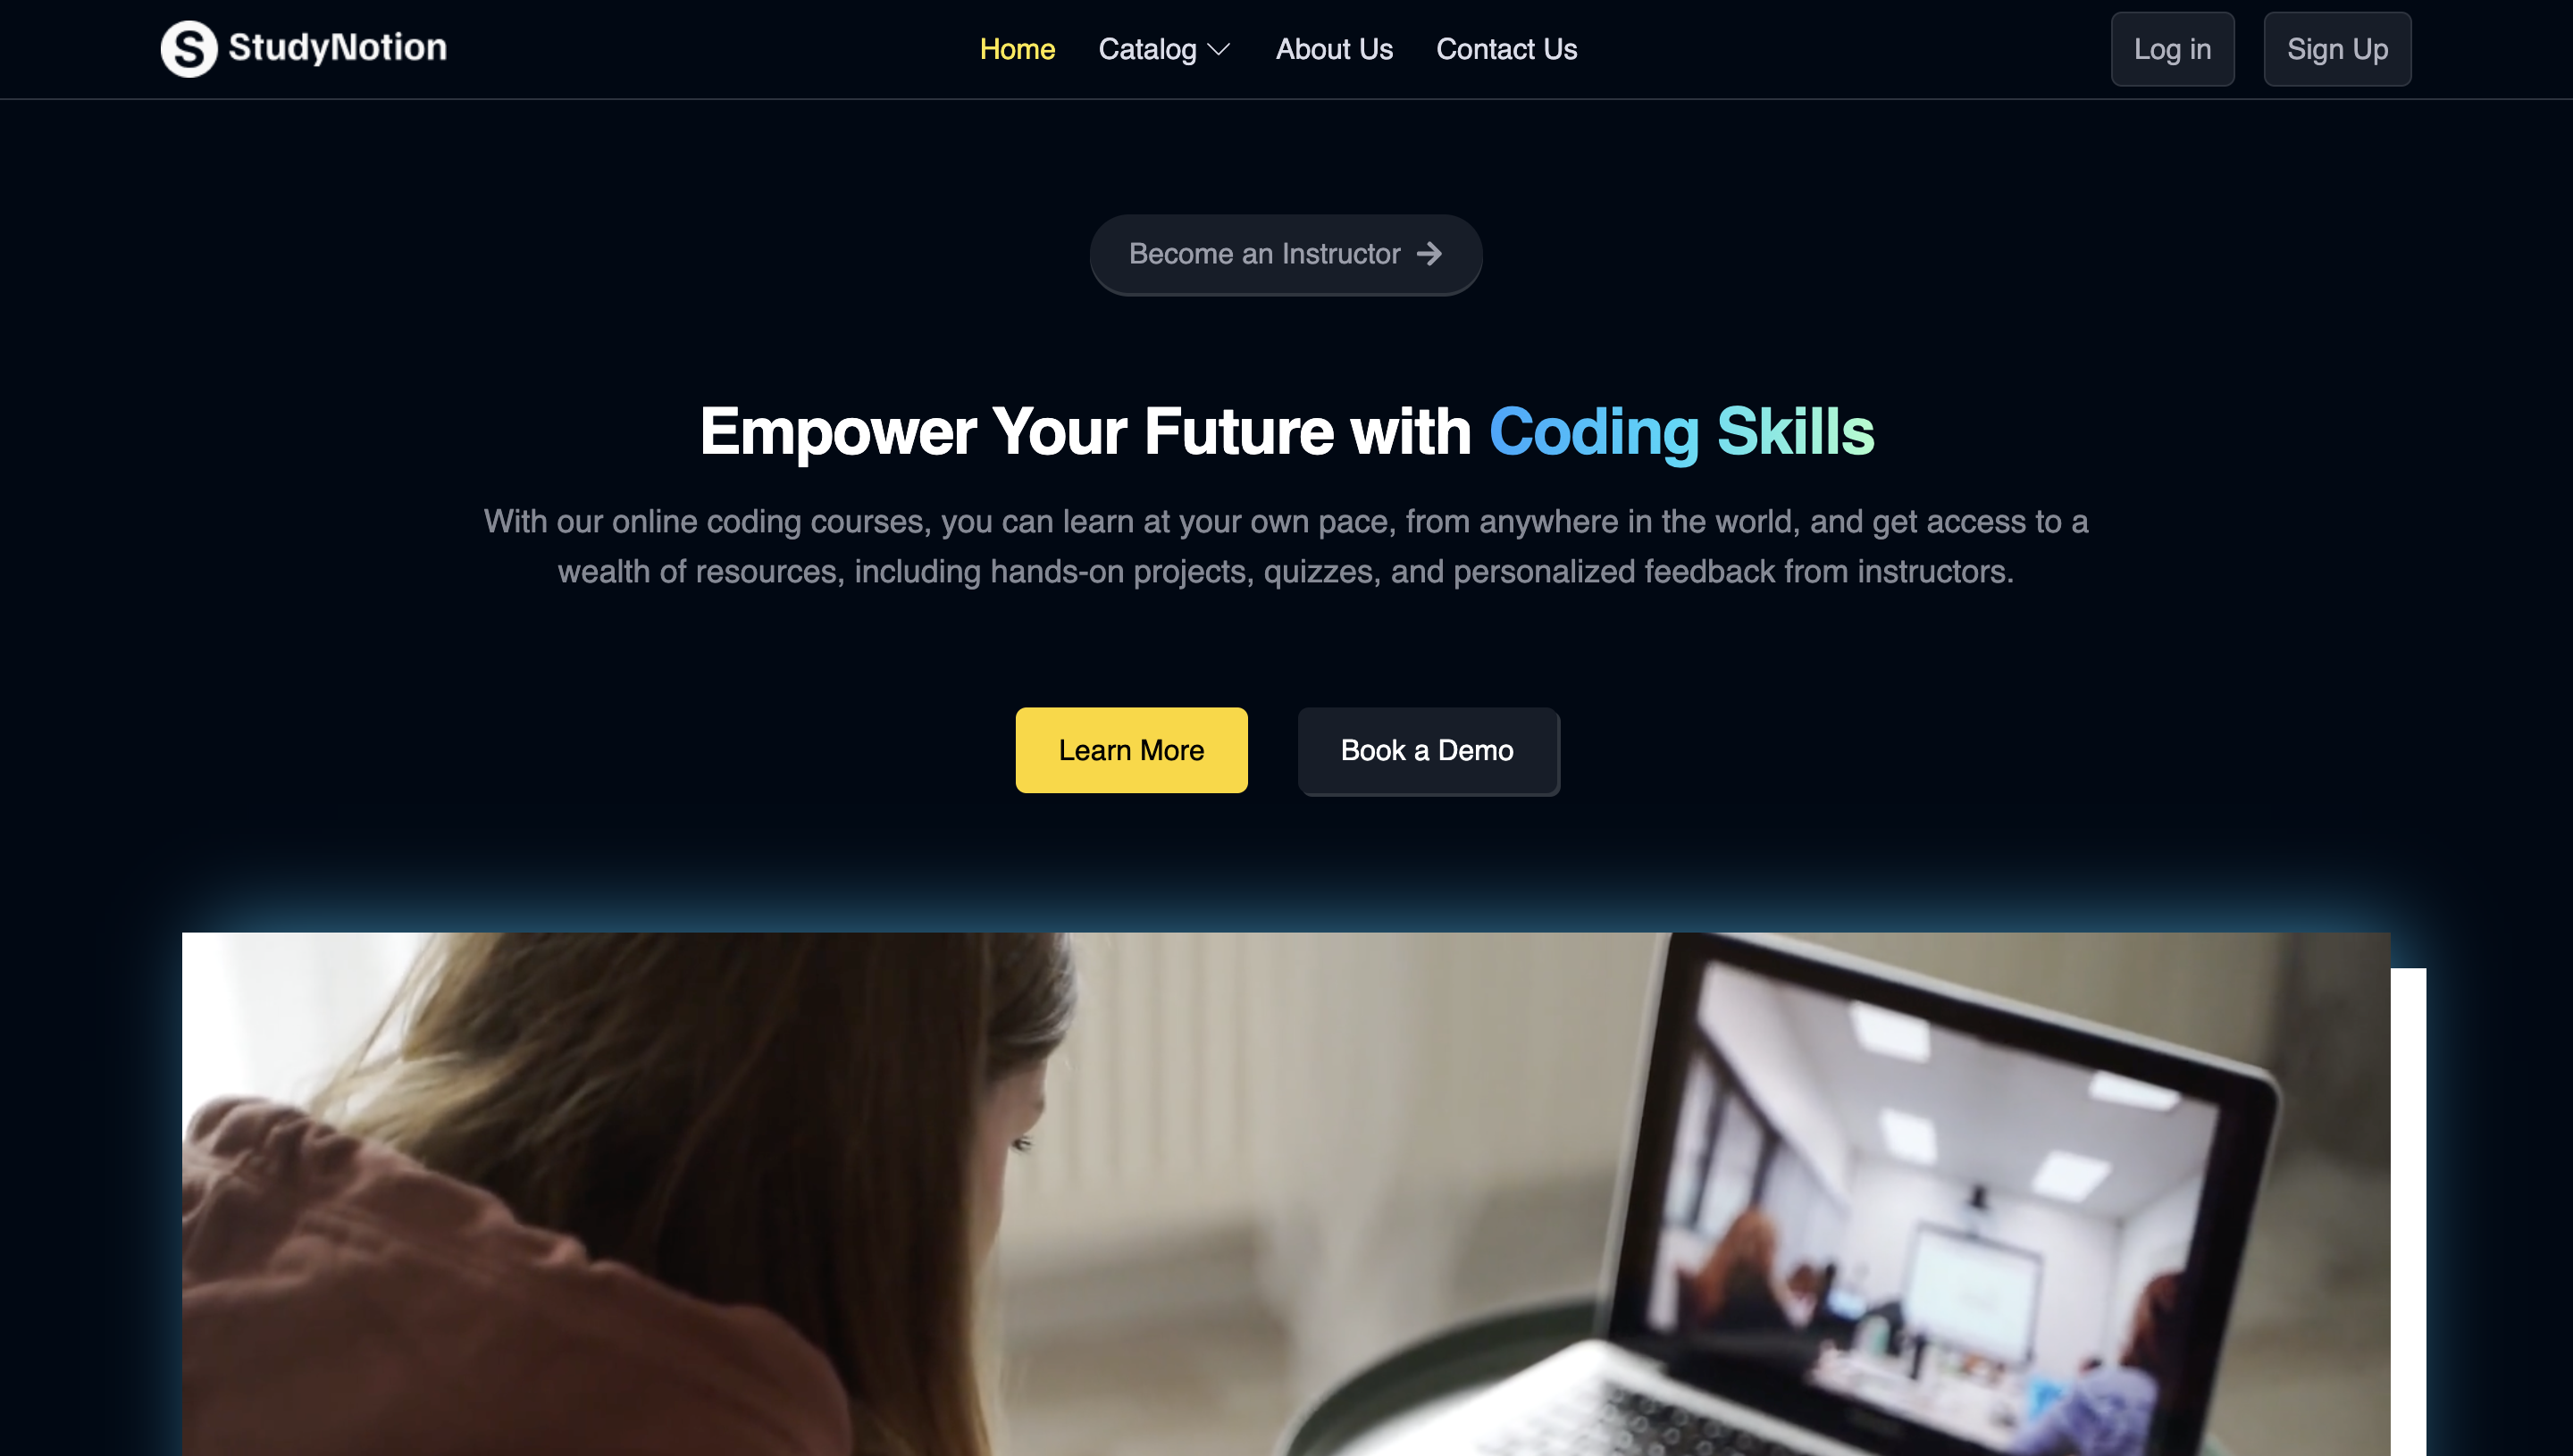 StudyNotion
Home Catalog About Us Contact Us
Log in Sign Up
Become an Instructor
Empower Your Future with Coding Skills
With our online coding courses, you can learn at your own pace, from anywhere in the world, and get access to a
wealth of resources, including hands-on projects, quizzes, and personalized feedback from instructors.
Learn More Book a Demo